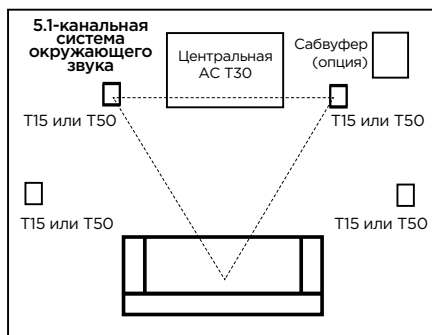 5.1-канальная
система
окружающего
звука
Центральная
АС Т30
Сабвуфер
(опция)
Т15 или Т50
Т15 или Т50
Т15 или Т50
Т15 или Т50